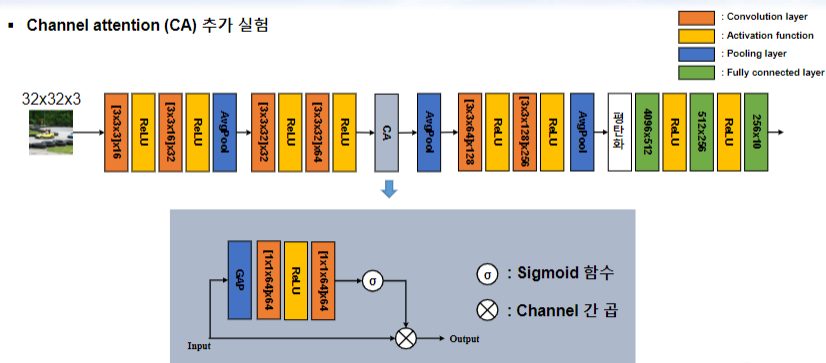 ▪ Channel attention (CA) 추가 실험
: Convolution layer
: Activation function
: Pooling layer
: Fully connected layer
32x32x3
[3x3x3]x16
ReLU
[3x3x16]x32
ReLU
AvgPool
[3x3x32]x32
ReLU
[3x3x32]x64
ReLU
CA
AvgPool
[3x3x64]x128
ReLU
[3x3x128]x256
ReLU
AvgPool
평탄화
4096x512
ReLU
512x256
ReLU
256x10
GAP
[1x1x64]x64
ReLU
[1x1x64]x64
σ
Input
Output
σ : Sigmoid 함수
: Channel 간 곱